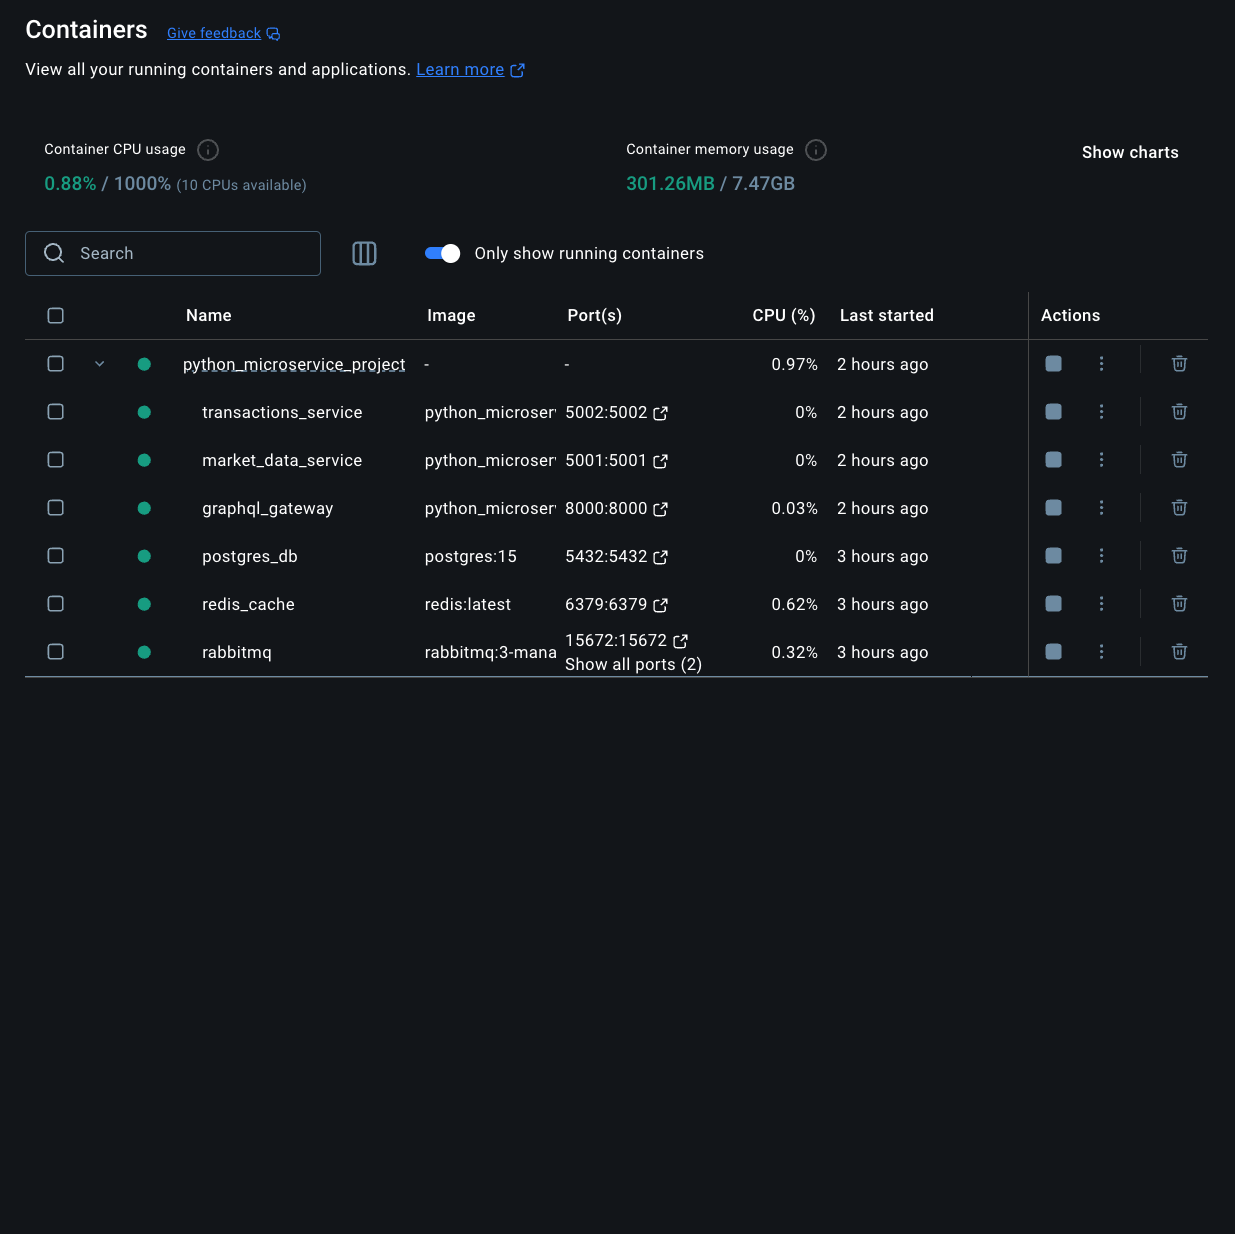 Containers Give feedback
View all your running containers and applications. Learn more
Container CPU usage
0.88% / 1000% (10 CPUs available)
Container memory usage
301.26MB / 7.47GB
Show charts
Search
Only show running containers
Name Image Port(s) CPU (%) Last started Actions
python_microservice_project - - 0.97% 2 hours ago
transactions_service python_microser 5002:5002 0% 2 hours ago
market_data_service python_microser 5001:5001 0% 2 hours ago
graphql_gateway python_microser 8000:8000 0.03% 2 hours ago
postgres_db postgres:15 5432:5432 0% 3 hours ago
redis_cache redis:latest 6379:6379 0.62% 3 hours ago
rabbitmq rabbitmq:3-mana 15672:15672 0.32% 3 hours ago
Show all ports (2)